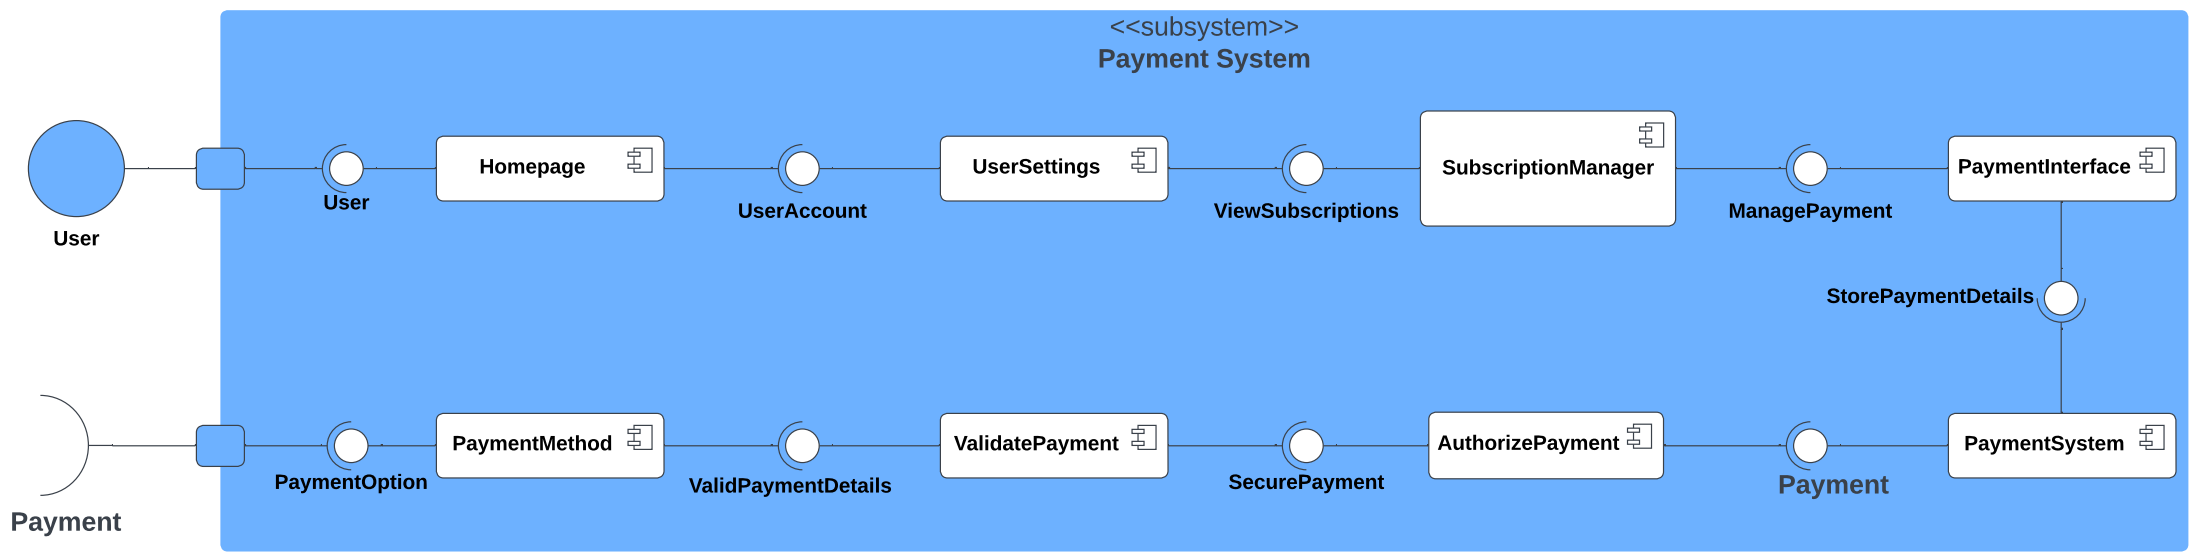 <<subsystem>>
Payment System
Homepage
UserSettings
SubscriptionManager
PaymentInterface
User
UserAccount
ViewSubscriptions
ManagePayment
User
StorePaymentDetails
PaymentMethod
ValidatePayment
AuthorizePayment
PaymentSystem
PaymentOption
ValidPaymentDetails
SecurePayment
Payment
Payment